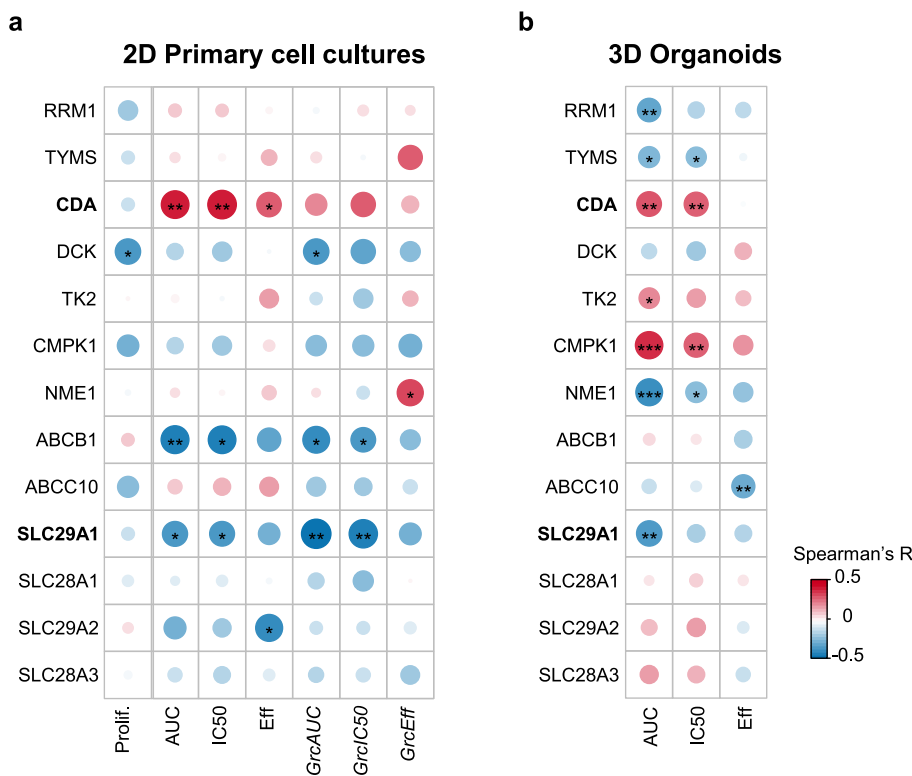 a
2D Primary cell cultures
RRM1
TYMS
CDA ** ** *
DCK * *
TK2
CMPK1
NME1 *
ABCB1 ** * * *
ABCC10
SLC29A1 * * ** **
SLC28A1
SLC29A2 *
SLC28A3
Prolif.
AUC
IC50
Eff
GrcAUC
GrcIC50
GrcEff
b
3D Organoids
RRM1 **
TYMS * *
CDA ** **
DCK
TK2 *
CMPK1 *** **
NME1 *** *
ABCB1
ABCC10 **
SLC29A1 **
SLC28A1
SLC29A2
SLC28A3
AUC
IC50
Eff
Spearman's R
0.5
0
-0.5